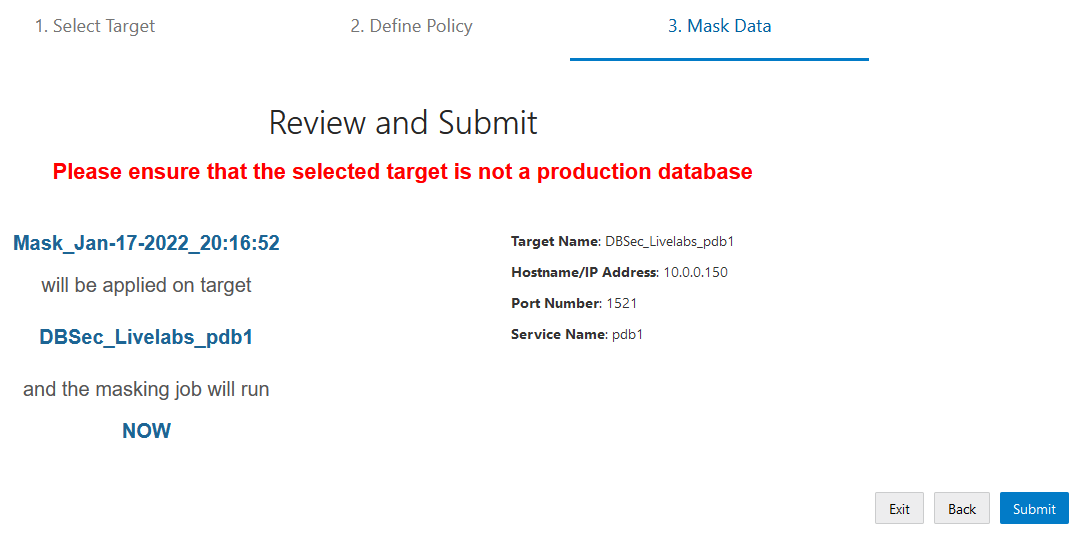 1. Select Target
2. Define Policy
3. Mask Data
Review and Submit
Please ensure that the selected target is not a production database
Mask_Jan-17-2022_20:16:52
will be applied on target
DBSec_Livelabs_pdb1
and the masking job will run
NOW
Target Name: DBSec_Livelabs_pdb1
Hostname/IP Address: 10.0.0.150
Port Number: 1521
Service Name: pdb1
Exit
Back
Submit